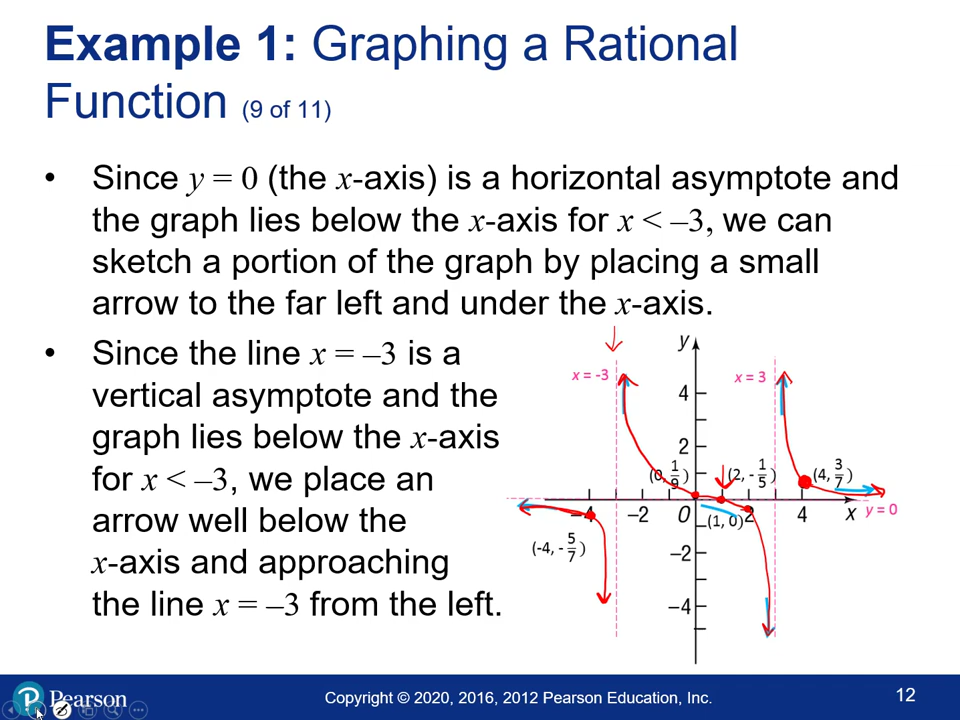 Example 1: Graphing a Rational
Function (9 of 11)
• Since y = 0 (the x-axis) is a horizontal asymptote and
the graph lies below the x-axis for x < –3, we can
sketch a portion of the graph by placing a small
arrow to the far left and under the x-axis.
• Since the line x = –3 is a
vertical asymptote and the
graph lies below the x-axis
for x < –3, we place an
arrow well below the
x-axis and approaching
the line x = –3 from the left.
y
x = -3
x = 3
4
2
(0, 1/9)
(2, - 1/5)
(4, 3/7)
–4
–2
O
2
4
x
y = 0
(1, 0)
(-4, - 5/7)
–2
–4
Pearson
Copyright © 2020, 2016, 2012 Pearson Education, Inc.
12